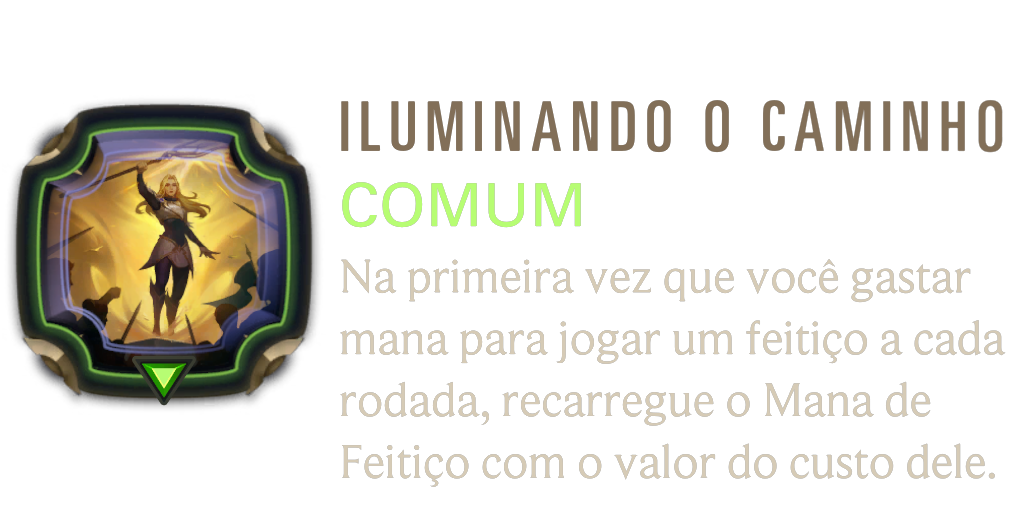 ILUMINANDO O CAMINHO
COMUM
Na primeira vez que você gastar
mana para jogar um feitiço a cada
rodada, recarregue o Mana de
Feitiço com o valor do custo dele.